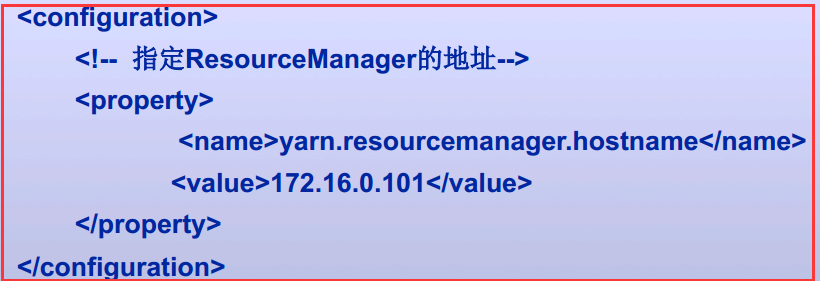 <configuration>
<!-- 指定ResourceManager的地址-->
<property>
<name>yarn.resourcemanager.hostname</name>
<value>172.16.0.101</value>
</property>
</configuration>